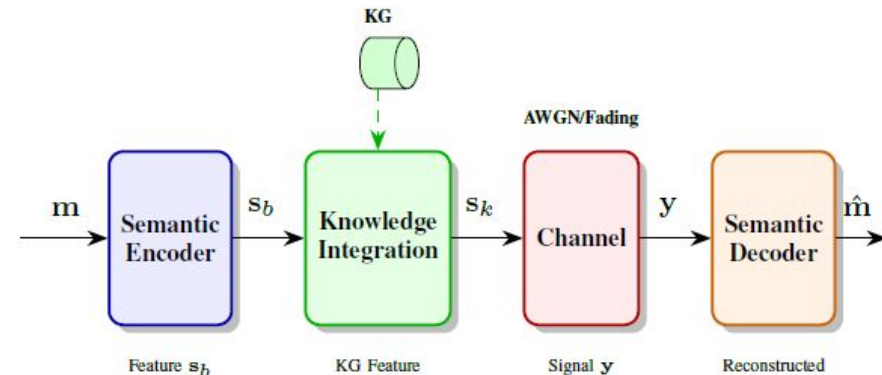 KG
AWGN/Fading
m
Semantic
Encoder
s_b
Knowledge
Integration
s_k
Channel
y
Semantic
Decoder
m̂
Feature s_b
KG Feature
Signal y
Reconstructed